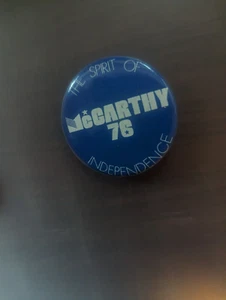 THE SPIRIT OF
McCARTHY
76
INDEPENDENCE